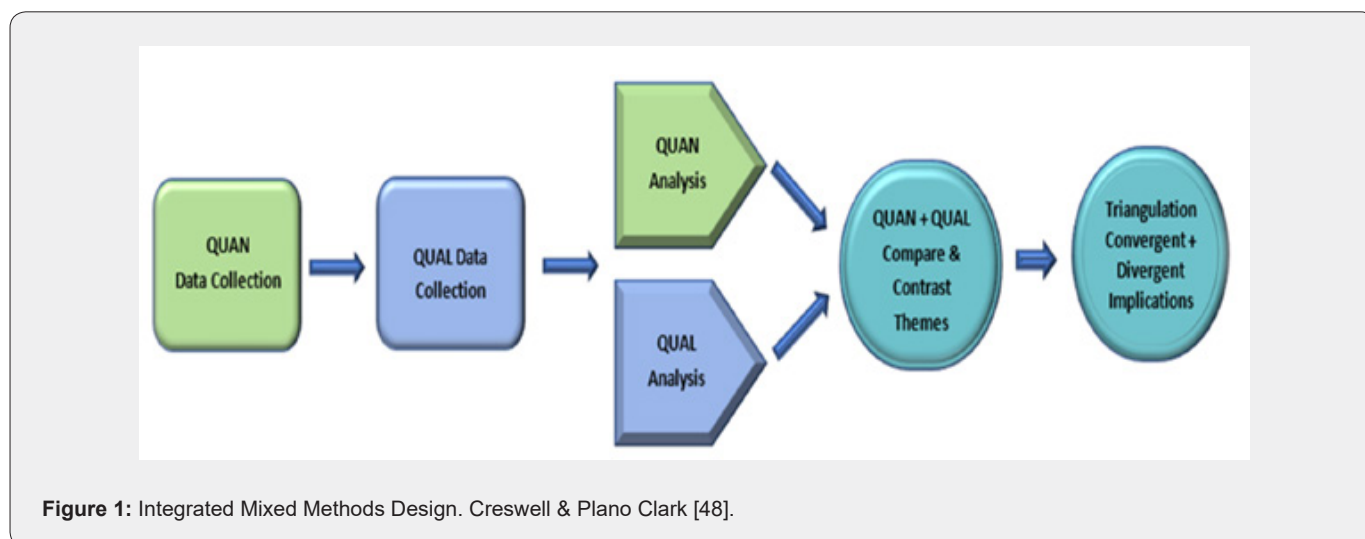 QUAN
Data Collection
QUAL Data
Collection
QUAN
Analysis
QUAL
Analysis
QUAN + QUAL
Compare &
Contrast
Themes
Triangulation
Convergent +
Divergent
Implications
Figure 1: Integrated Mixed Methods Design. Creswell & Plano Clark [48].